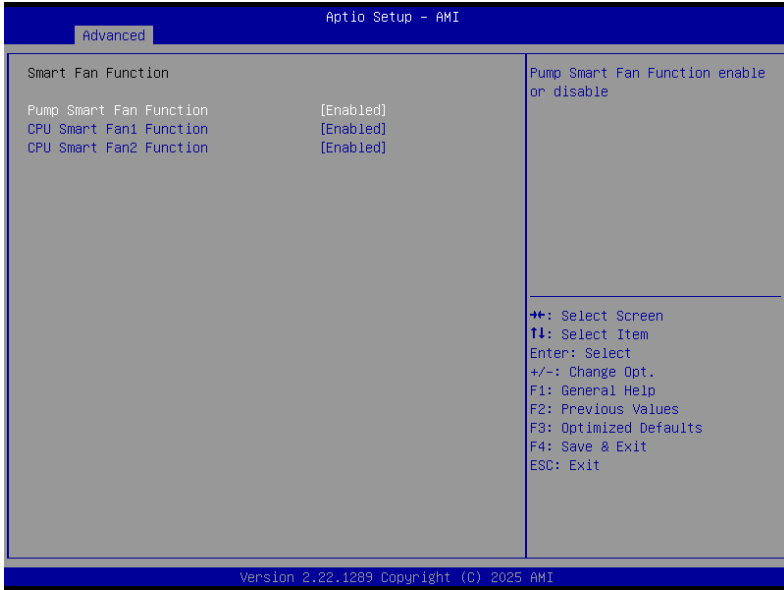 Aptio Setup - AMI
Advanced
Smart Fan Function
Pump Smart Fan Function [Enabled]
CPU Smart Fan1 Function [Enabled]
CPU Smart Fan2 Function [Enabled]
Pump Smart Fan Function enable
or disable
→←: Select Screen
↑↓: Select Item
Enter: Select
+/-: Change Opt.
F1: General Help
F2: Previous Values
F3: Optimized Defaults
F4: Save & Exit
ESC: Exit
Version 2.22.1289 Copyright (C) 2025 AMI